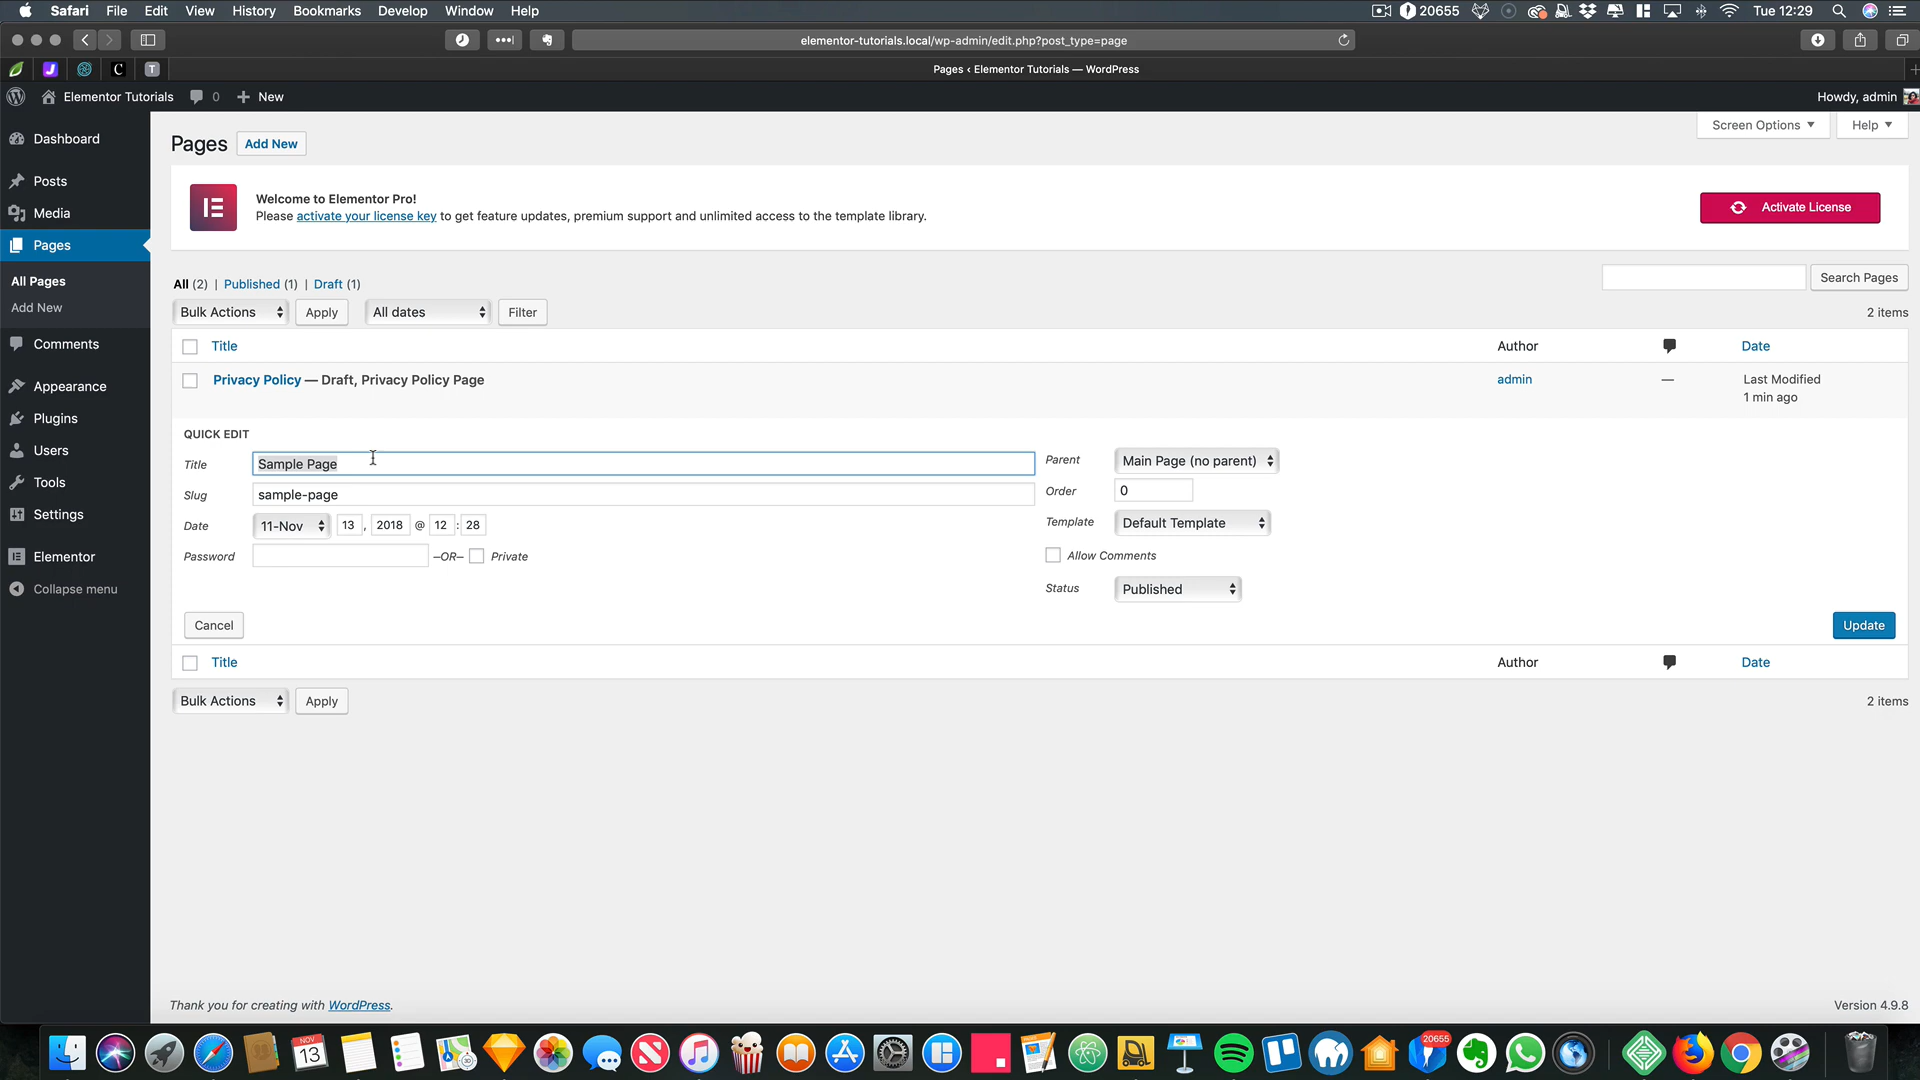 Safari File Edit View History Bookmarks Develop Window Help 20655 Tue 12:29
elementor-tutorials.local/wp-admin/edit.php?post_type=page
J C T Pages ‹ Elementor Tutorials — WordPress
Elementor Tutorials 0 + New Howdy, admin
Dashboard
Posts
Media
Pages
All Pages
Add New
Comments
Appearance
Plugins
Users
Tools
Settings
Elementor
Collapse menu
Screen Options Help
Pages Add New
Welcome to Elementor Pro!
Please activate your license key to get feature updates, premium support and unlimited access to the template library.
Activate License
All (2) | Published (1) | Draft (1)
Search Pages
Bulk Actions Apply All dates Filter 2 items
Title Author Date
Privacy Policy — Draft, Privacy Policy Page admin — Last Modified
1 min ago
QUICK EDIT
Title Sample Page
Slug sample-page
Date 11-Nov 13 , 2018 @ 12 : 28
Password –OR– Private
Parent Main Page (no parent)
Order 0
Template Default Template
Allow Comments
Status Published
Cancel Update
Title Author Date
Bulk Actions Apply 2 items
Thank you for creating with WordPress. Version 4.9.8
NOV
13
20655